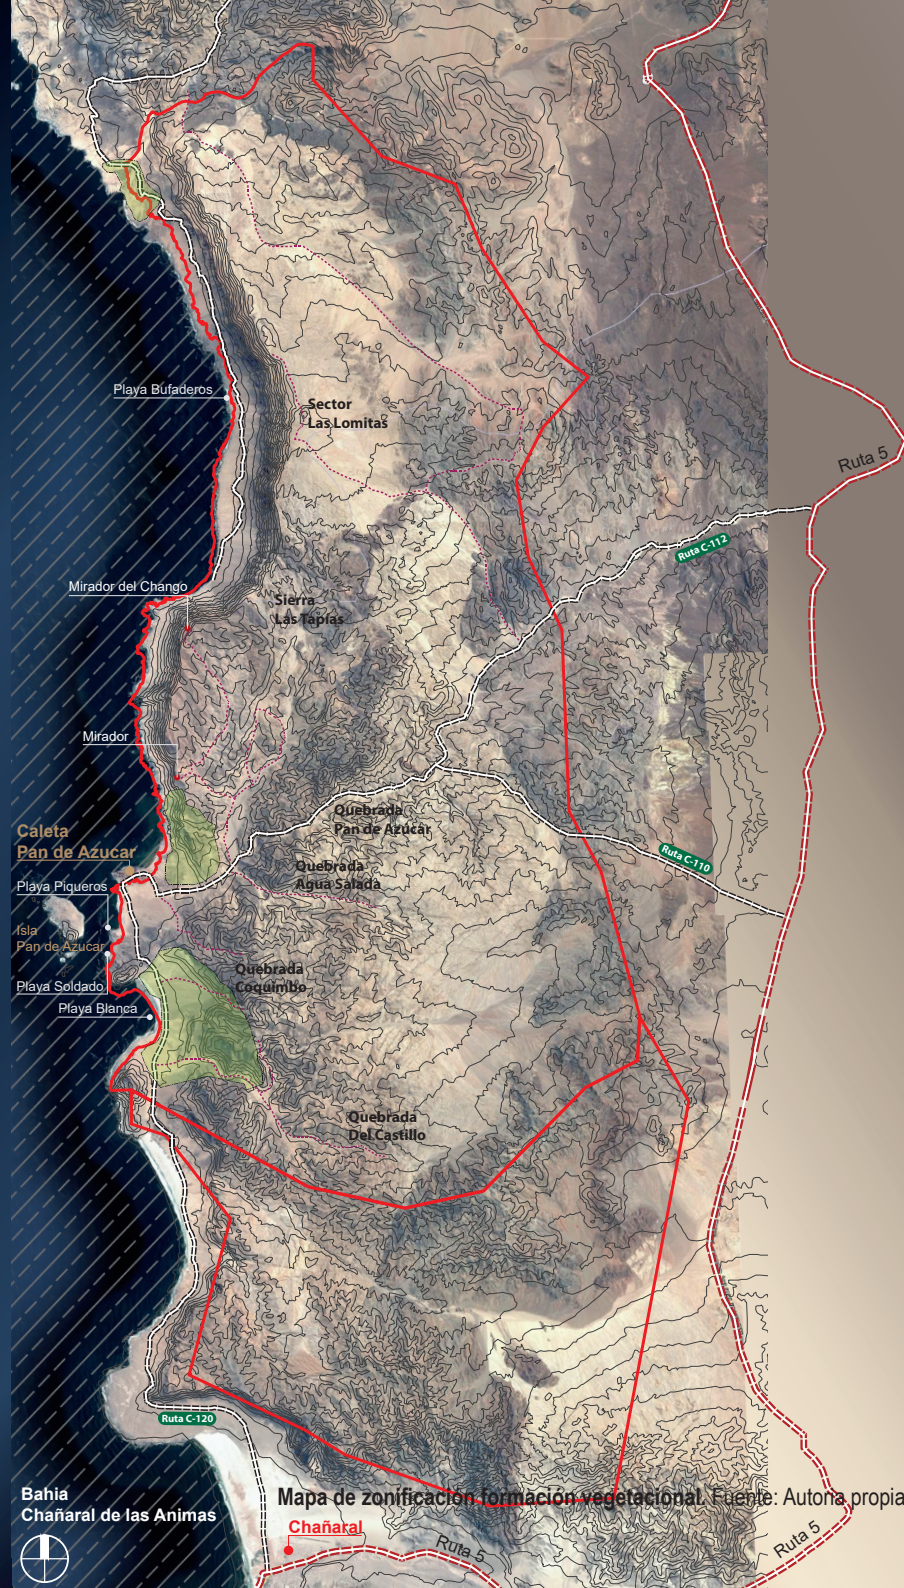 Ruta 5
Playa Bufaderos
Sector
Las Lomitas
Ruta C-112
Mirador del Chango
Sierra
Las Tapias
Mirador
Quebrada
Pan de Azucar
Caleta
Pan de Azucar
Ruta C-110
Quebrada
Agua Salada
Playa Piqueros
Isla
Pan de Azucar
Quebrada
Coquimbo
Playa Soldado
Playa Blanca
Quebrada
Del Castillo
Ruta C-120
Bahia
Chañaral de las Animas
Mapa de zonificación formación vegetacional. Fuente: Autoria propia
Chañaral
Ruta 5
Ruta 5